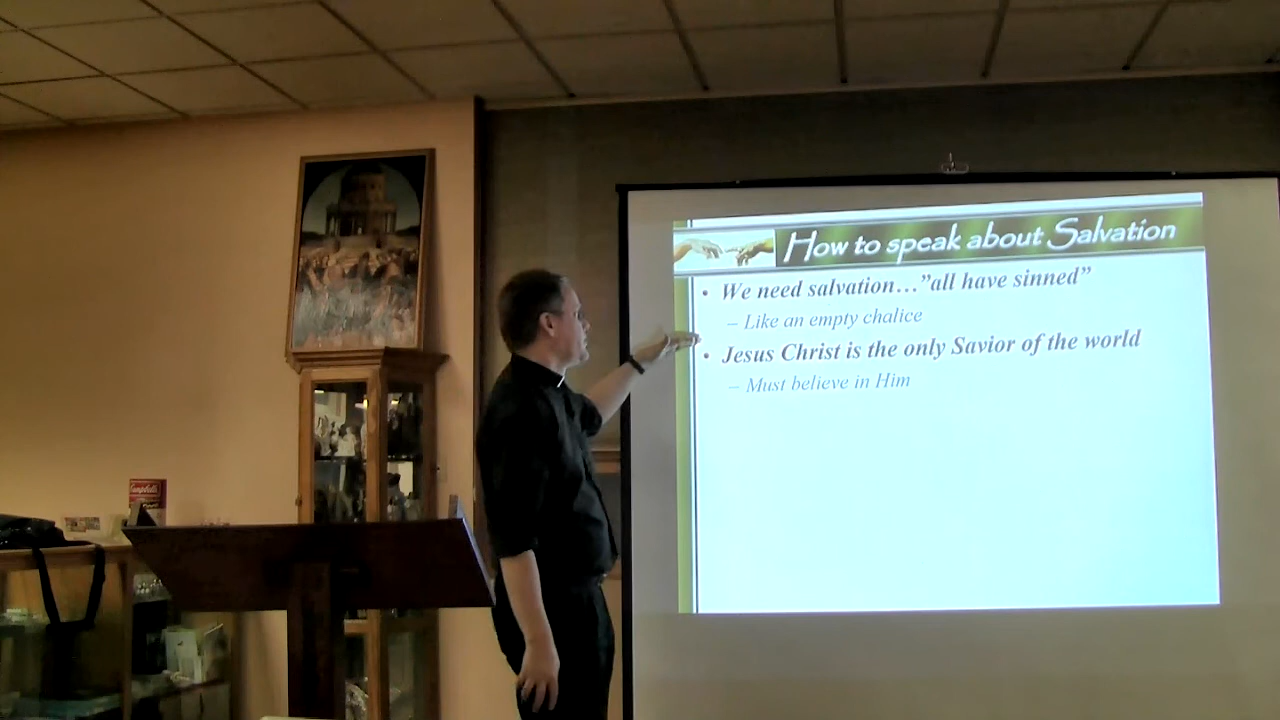 How to speak about Salvation
• We need salvation…”all have sinned”
– Like an empty chalice
• Jesus Christ is the only Savior of the world
– Must believe in Him
Campbell's